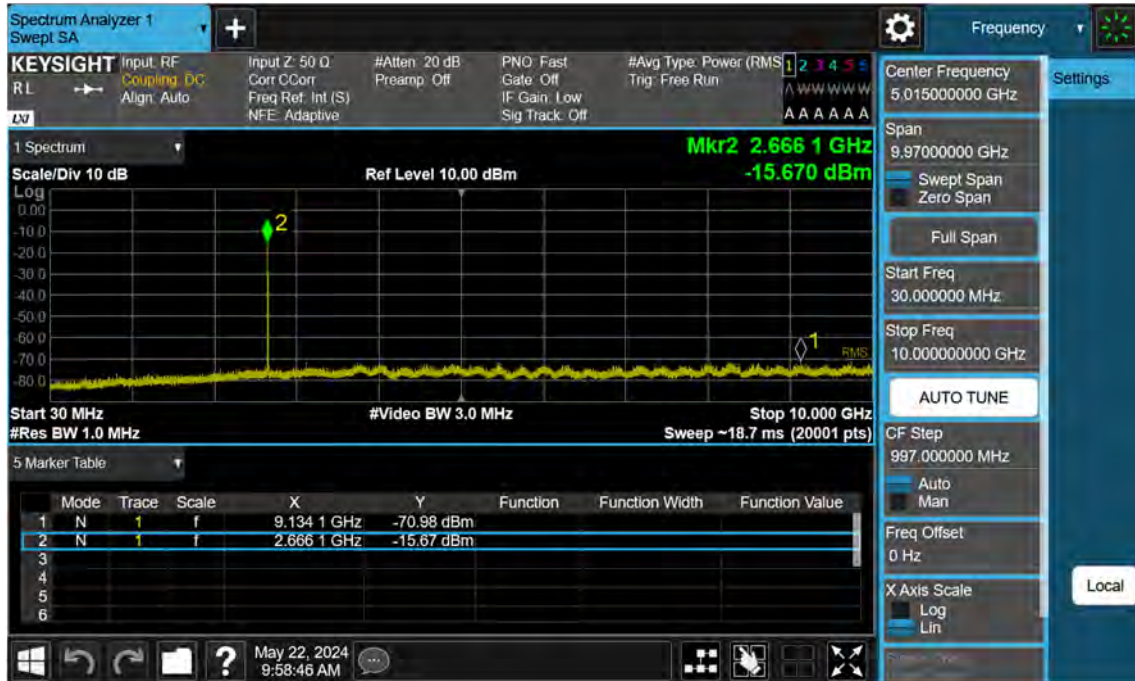 Spectrum Analyzer 1
Swept SA
Frequency
KEYSIGHT
RL
LXI
Input: RF
Coupling: DC
Align: Auto
Input Z: 50 Ω
Corr CCorr
Freq Ref: Int (S)
NFE: Adaptive
#Atten: 20 dB
Preamp: Off
PNO: Fast
Gate: Off
IF Gain: Low
Sig Track: Off
#Avg Type: Power (RMS
Trig: Free Run
1 2 3 4 5 6
A W W W W W
A A A A A A
1 Spectrum
Mkr2 2.666 1 GHz
Scale/Div 10 dB
Ref Level 10.00 dBm
-15.670 dBm
Log
0.00
-10.0
-20.0
-30.0
-40.0
-50.0
-60.0
-70.0
-80.0
2
1
RMS
Start 30 MHz
#Video BW 3.0 MHz
Stop 10.000 GHz
#Res BW 1.0 MHz
Sweep ~18.7 ms (20001 pts)
5 Marker Table
Mode Trace Scale X Y Function Function Width Function Value
1 N 1 f 9.134 1 GHz -70.98 dBm
2 N 1 f 2.666 1 GHz -15.67 dBm
3
4
5
6
May 22, 2024
9:58:46 AM
Center Frequency
5.015000000 GHz
Settings
Span
9.97000000 GHz
Swept Span
Zero Span
Full Span
Start Freq
30.000000 MHz
Stop Freq
10.000000000 GHz
AUTO TUNE
CF Step
997.000000 MHz
Auto
Man
Freq Offset
0 Hz
X Axis Scale
Log
Lin
Local